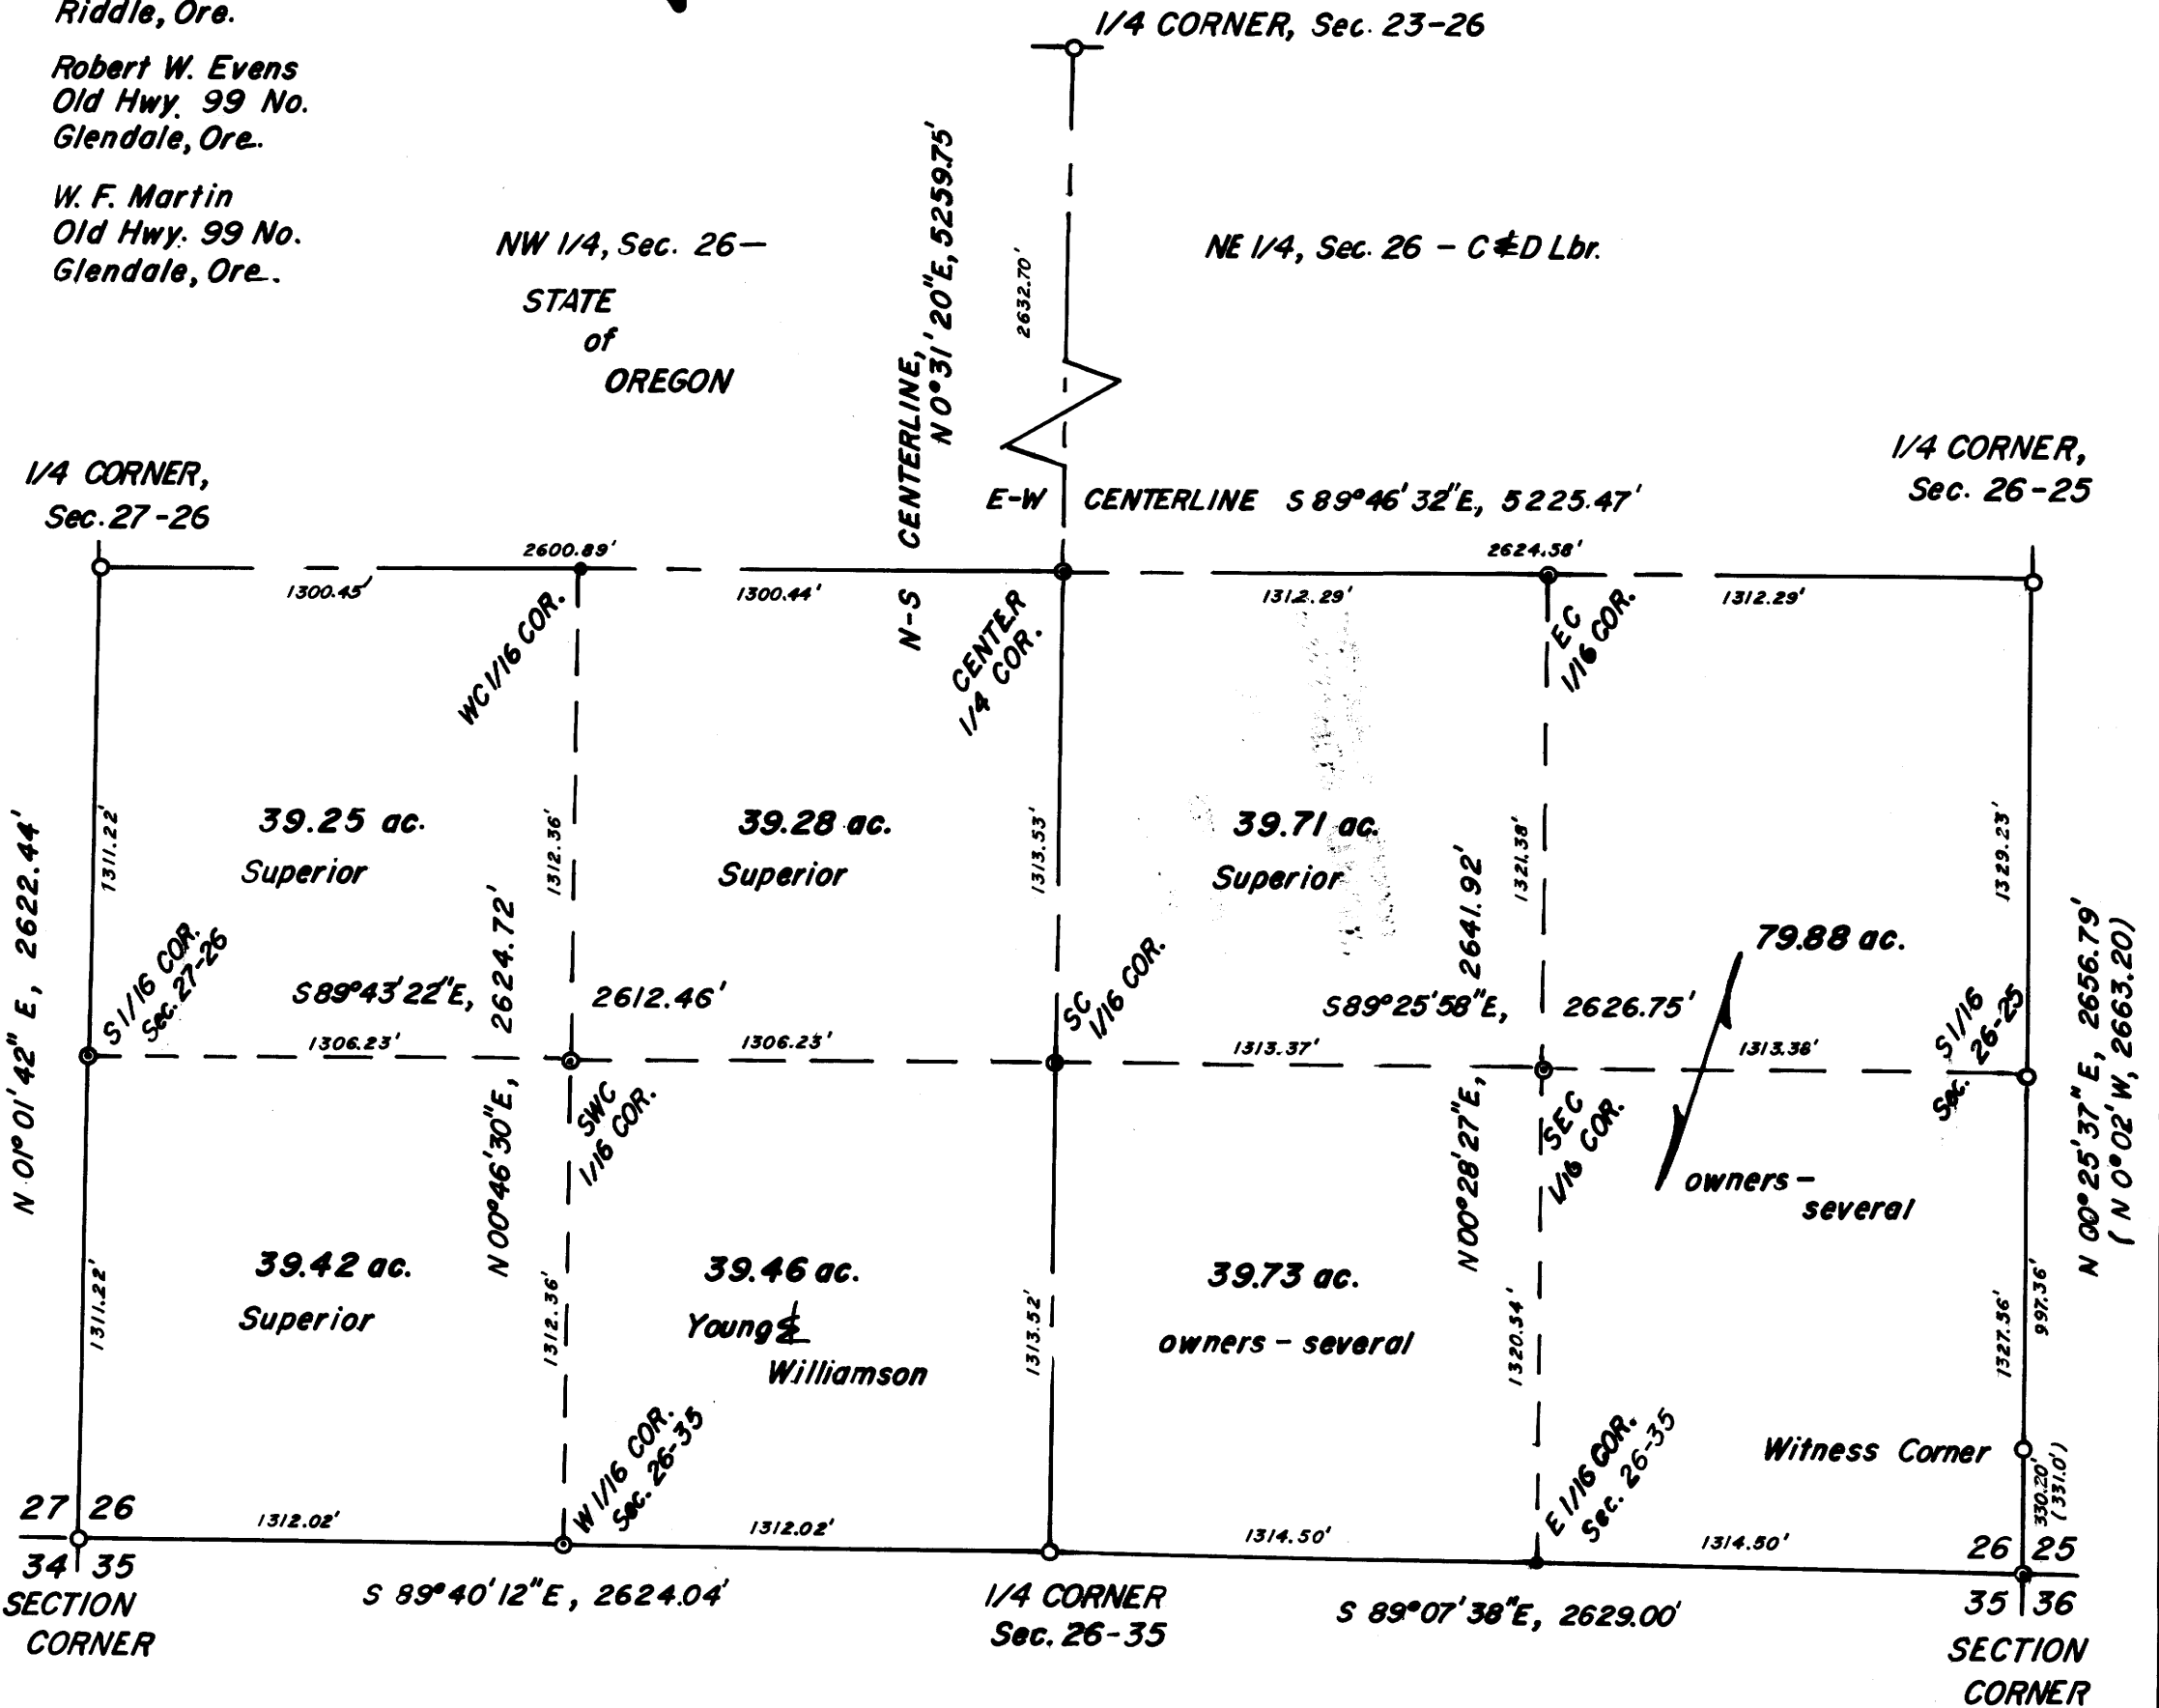 Riddle, Ore.
Robert W. Evens
Old Hwy. 99 No.
Glendale, Ore.
W. F. Martin
Old Hwy. 99 No.
Glendale, Ore.
1/4 CORNER, Sec. 23-26
NW 1/4, Sec. 26-
STATE
of
OREGON
N-S CENTERLINE,
N 0°31'20"E, 5259.75'
2632.70'
NE 1/4, Sec. 26 - C & D Lbr.
1/4 CORNER,
Sec. 27-26
E-W CENTERLINE S 89°46'32"E, 5225.47'
1/4 CORNER,
Sec. 26-25
2600.89'
2624.58'
1300.45'
1300.44'
1312.29'
1312.29'
WC 1/16 COR.
CENTER
1/4 COR.
EC
1/16 COR.
N 01°01'42" E, 2622.44'
1311.22'
39.25 ac.
Superior
1312.36'
39.28 ac.
Superior
1313.53'
39.71 ac.
Superior
1321.38'
79.88 ac.
1329.23'
S 1/16 COR.
Sec. 27-26
S89°43'22"E, 2612.46'
N 00°46'30"E, 2624.72'
SC
1/16 COR.
S89°25'58"E, 2626.75'
N00°28'27"E, 2641.92'
S 1/16
Sec. 26-25
N 00°25'37" E, 2656.79'
( N 0°02' W, 2663.20)
1306.23'
1306.23'
1313.37'
1313.38'
SWC
1/16 COR.
SEC
1/16 COR.
owners -
several
1311.22'
39.42 ac.
Superior
1312.36'
39.46 ac.
Young &
Williamson
1313.52'
39.73 ac.
owners - several
1320.54'
1327.56'
997.36'
W 1/16 COR.
Sec. 26-35
E 1/16 COR.
Sec. 26-35
Witness Corner
330.20'
(331.0')
27 26
34 35
SECTION
CORNER
1312.02'
1312.02'
1314.50'
1314.50'
26 25
35 36
SECTION
CORNER
S 89°40'12"E, 2624.04'
1/4 CORNER
Sec. 26-35
S 89°07'38"E, 2629.00'